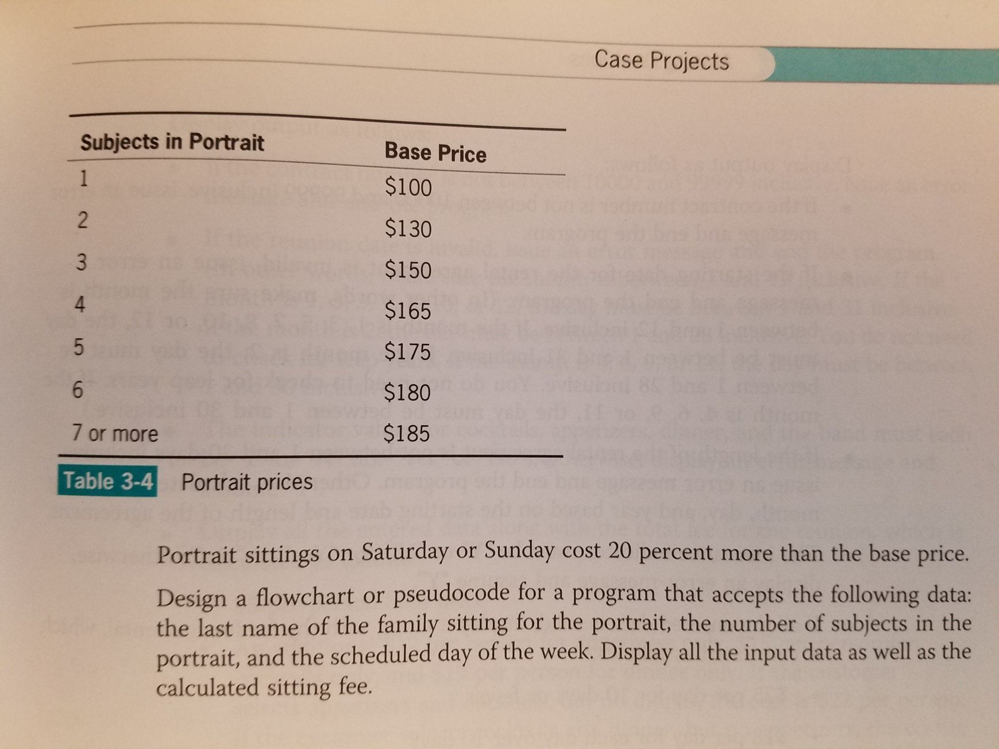 Case Projects
Subjects in Portrait Base Price
1 $100
2 $130
3 $150
4 $165
5 $175
6 $180
7 or more $185
Table 3-4 Portrait prices
Portrait sittings on Saturday or Sunday cost 20 percent more than the base price.
Design a flowchart or pseudocode for a program that accepts the following data:
the last name of the family sitting for the portrait, the number of subjects in the
portrait, and the scheduled day of the week. Display all the input data as well as the
calculated sitting fee.